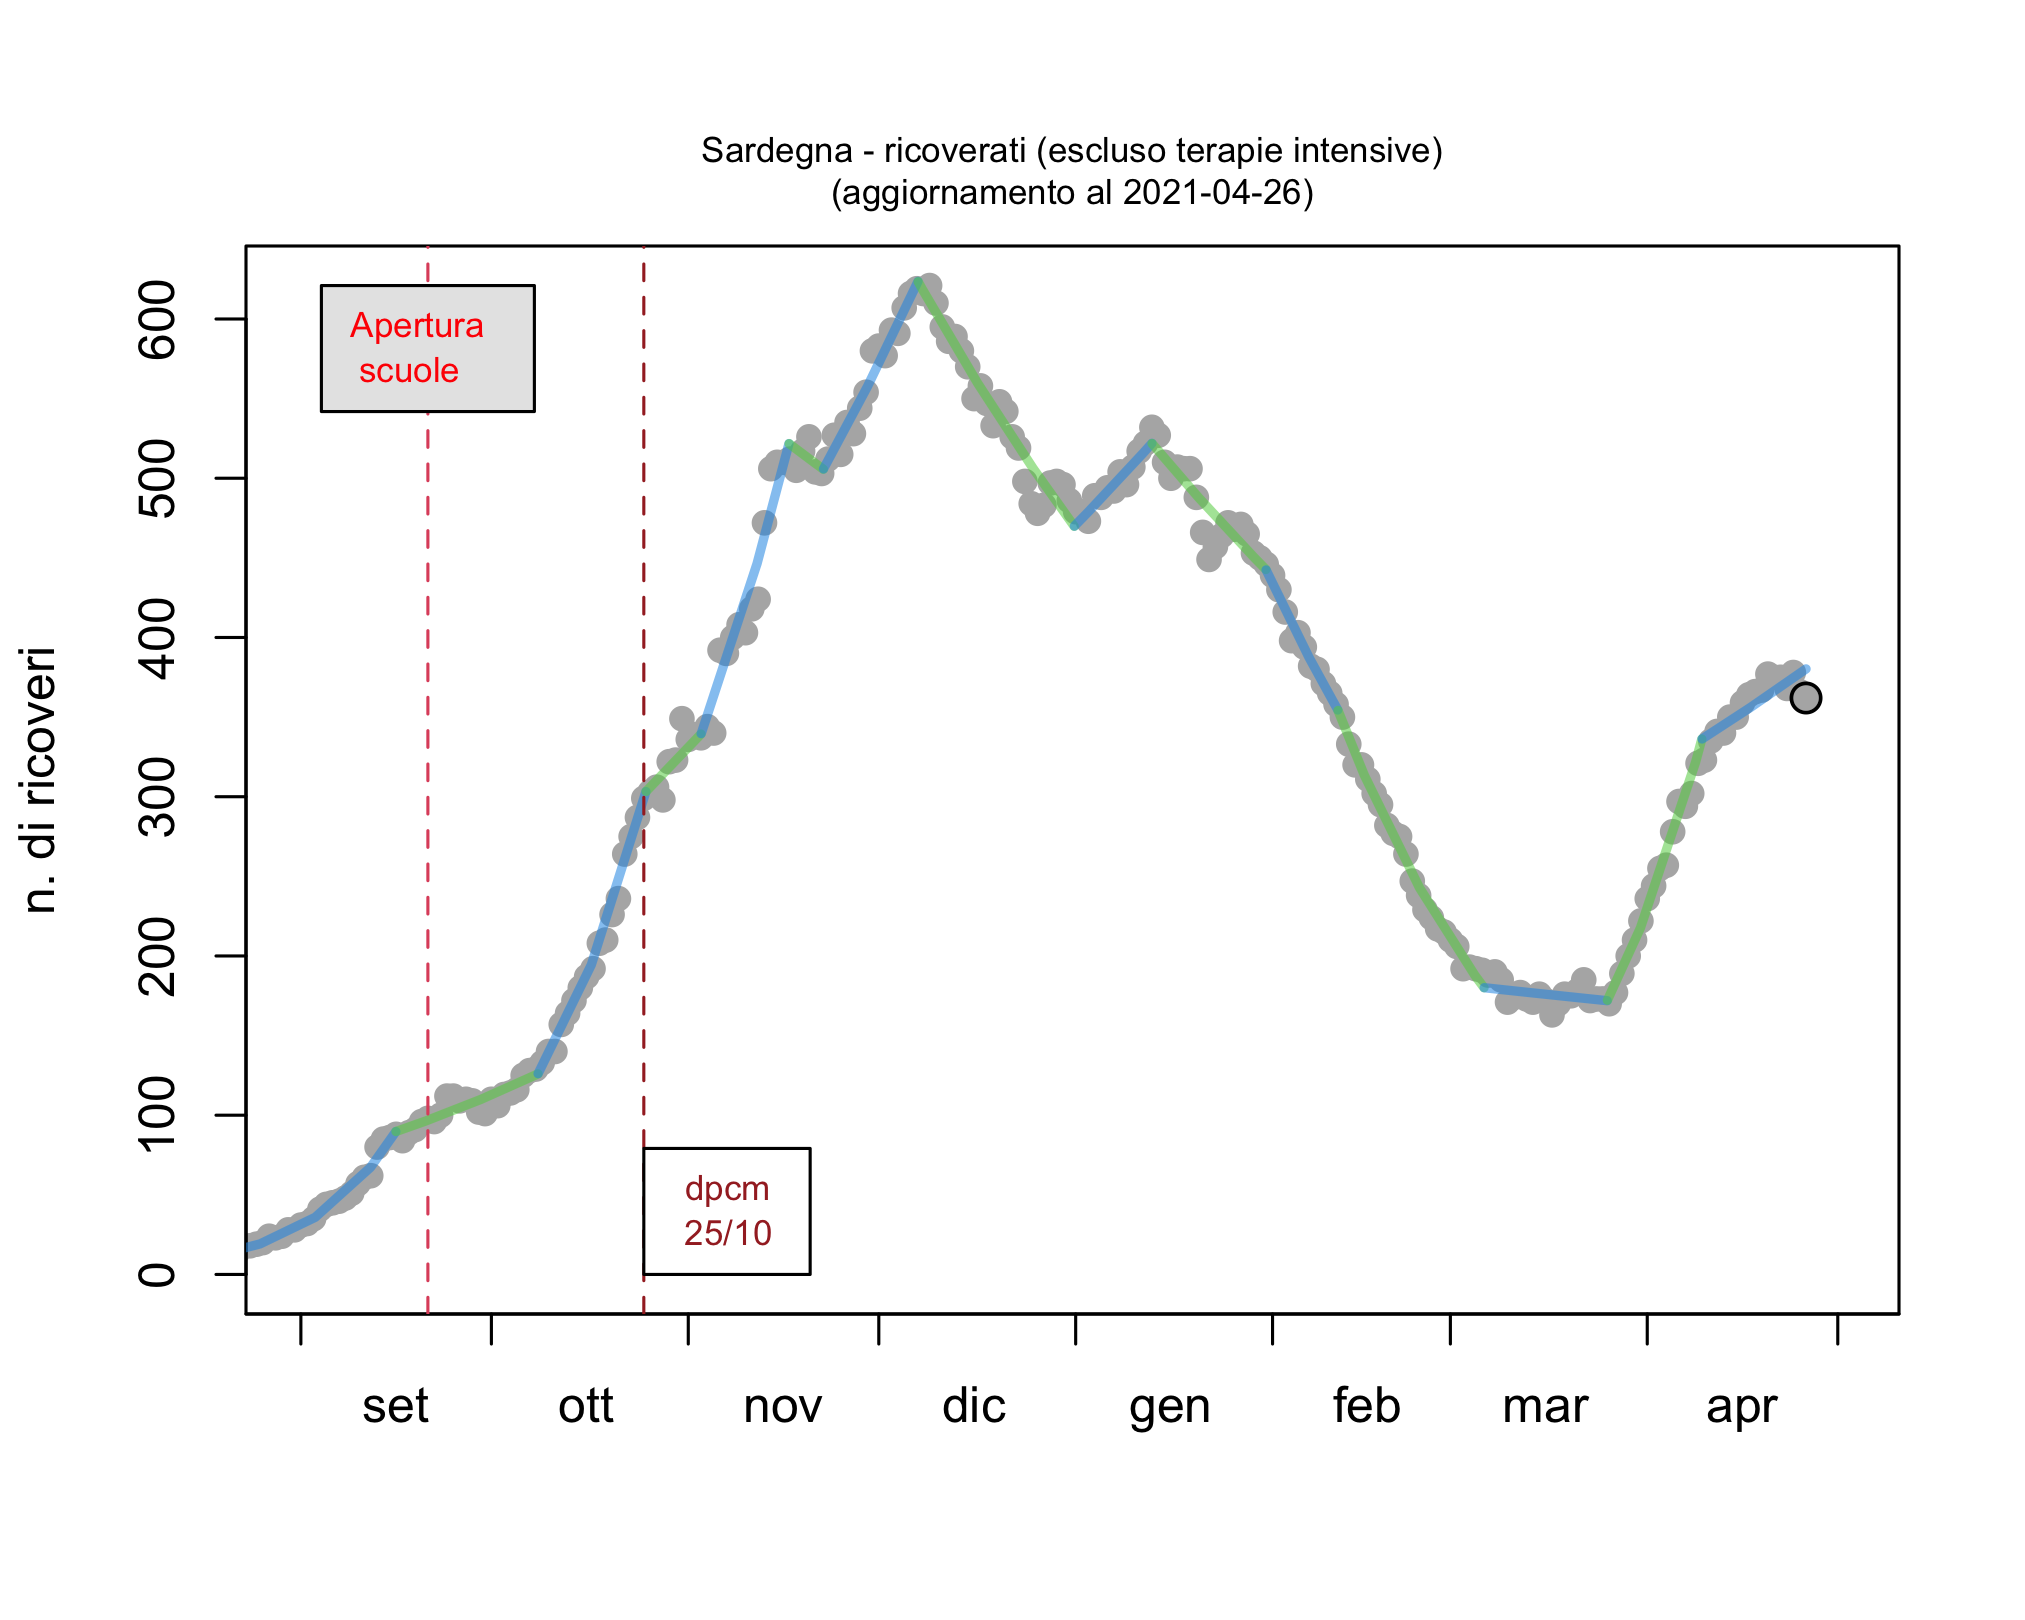 Sardegna - ricoverati (escluso terapie intensive)
(aggiornamento al 2021-04-26)
n. di ricoveri
600
500
400
300
200
100
0
Apertura
scuole
dpcm
25/10
set ott nov dic gen feb mar apr